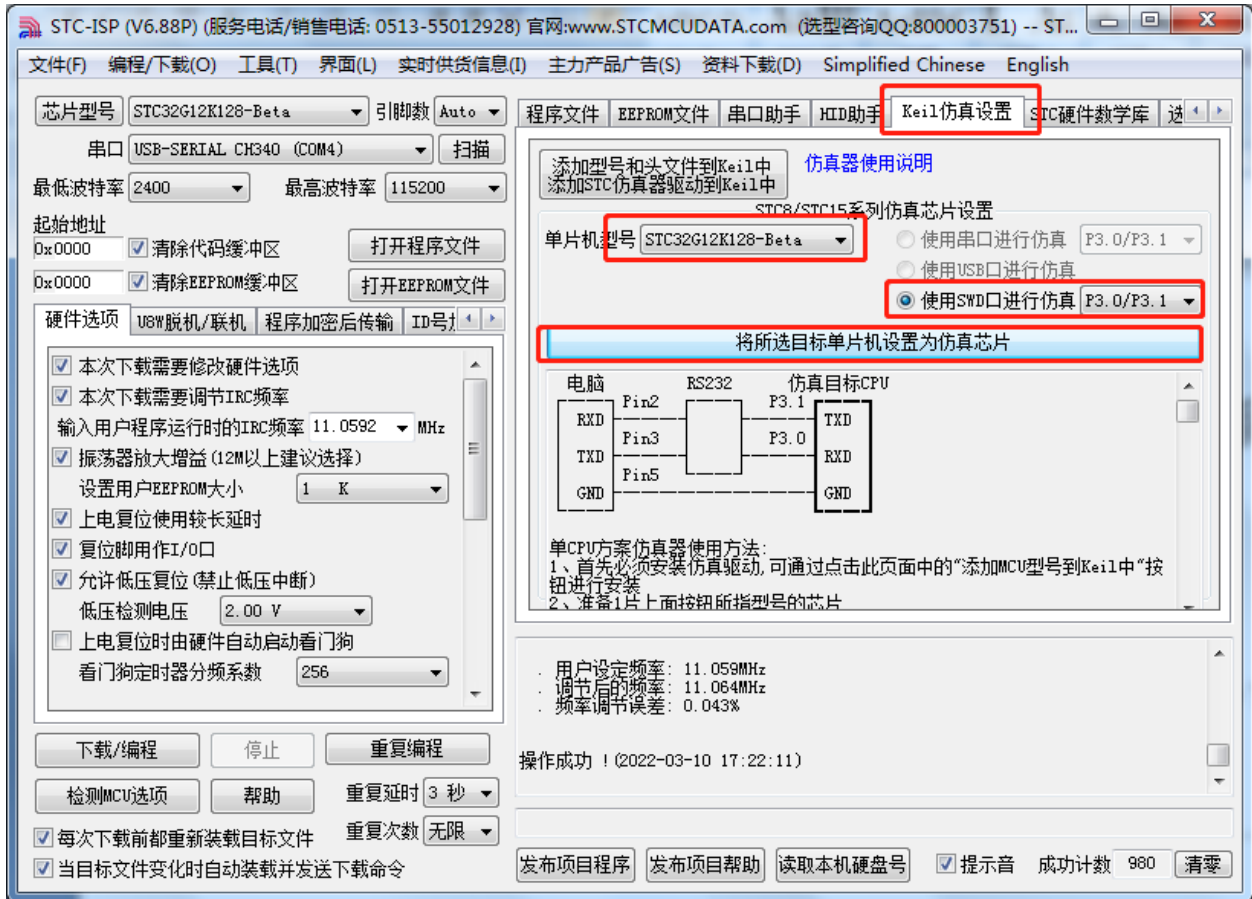 STC-ISP (V6.88P) (服务电话/销售电话: 0513-55012928) 官网:www.STCMCUDATA.com (选型咨询QQ:800003751) -- ST...
文件(F) 编程/下载(O) 工具(T) 界面(L) 实时供货信息(I) 主力产品广告(S) 资料下载(D) Simplified Chinese English
芯片型号 STC32G12K128-Beta 引脚数 Auto
串口 USB-SERIAL CH340 (COM4) 扫描
最低波特率 2400 最高波特率 115200
起始地址
0x0000 清除代码缓冲区 打开程序文件
0x0000 清除EEPROM缓冲区 打开EEPROM文件
硬件选项 U8W脱机/联机 程序加密后传输 ID号
本次下载需要修改硬件选项
本次下载需要调节IRC频率
输入用户程序运行时的IRC频率 11.0592 MHz
振荡器放大增益(12M以上建议选择)
设置用户EEPROM大小 1 K
上电复位使用较长延时
复位脚用作I/O口
允许低压复位(禁止低压中断)
低压检测电压 2.00 V
上电复位时由硬件自动启动看门狗
看门狗定时器分频系数 256
下载/编程 停止 重复编程
检测MCU选项 帮助 重复延时 3 秒
每次下载前都重新装载目标文件 重复次数 无限
当目标文件变化时自动装载并发送下载命令
程序文件 EEPROM文件 串口助手 HID助手 Keil仿真设置 STC硬件数学库 选
添加型号和头文件到Keil中
添加STC仿真器驱动到Keil中
仿真器使用说明
STC8/STC15系列仿真芯片设置
单片机型号 STC32G12K128-Beta
使用串口进行仿真 P3.0/P3.1
使用USB口进行仿真
使用SWD口进行仿真 P3.0/P3.1
将所选目标单片机设置为仿真芯片
电脑 RS232 仿真目标CPU
Pin2 P3.1
RXD TXD
Pin3 P3.0
TXD RXD
Pin5
GND GND
单CPU方案仿真器使用方法:
1、首先必须安装仿真驱动,可通过点击此页面中的“添加MCU型号到Keil中“按
钮进行安装
2、准备1片上面按钮所指型号的芯片
. 用户设定频率: 11.059MHz
. 调节后的频率: 11.064MHz
. 频率调节误差: 0.043%
操作成功 !(2022-03-10 17:22:11)
发布项目程序 发布项目帮助 读取本机硬盘号 提示音 成功计数 980 清零